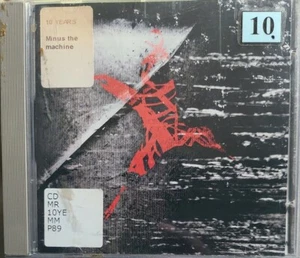 10 YEARS
Minus the
machine
10
CD
MR
10YE
MM
P89